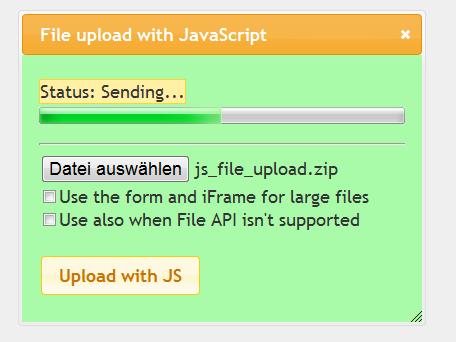 File upload with JavaScript
Status: Sending...
Datei auswählen js_file_upload.zip
Use the form and iFrame for large files
Use also when File API isn't supported
Upload with JS